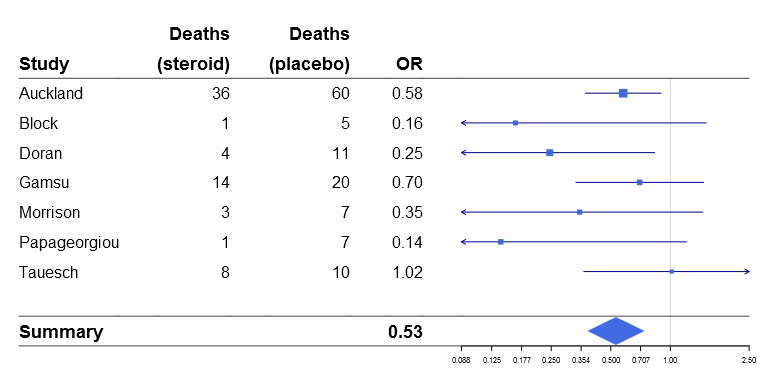 Deaths Deaths
Study (steroid) (placebo) OR
Auckland 36 60 0.58
Block 1 5 0.16
Doran 4 11 0.25
Gamsu 14 20 0.70
Morrison 3 7 0.35
Papageorgiou 1 7 0.14
Tauesch 8 10 1.02
Summary 0.53
0.088 0.125 0.177 0.250 0.354 0.500 0.707 1.00 2.50